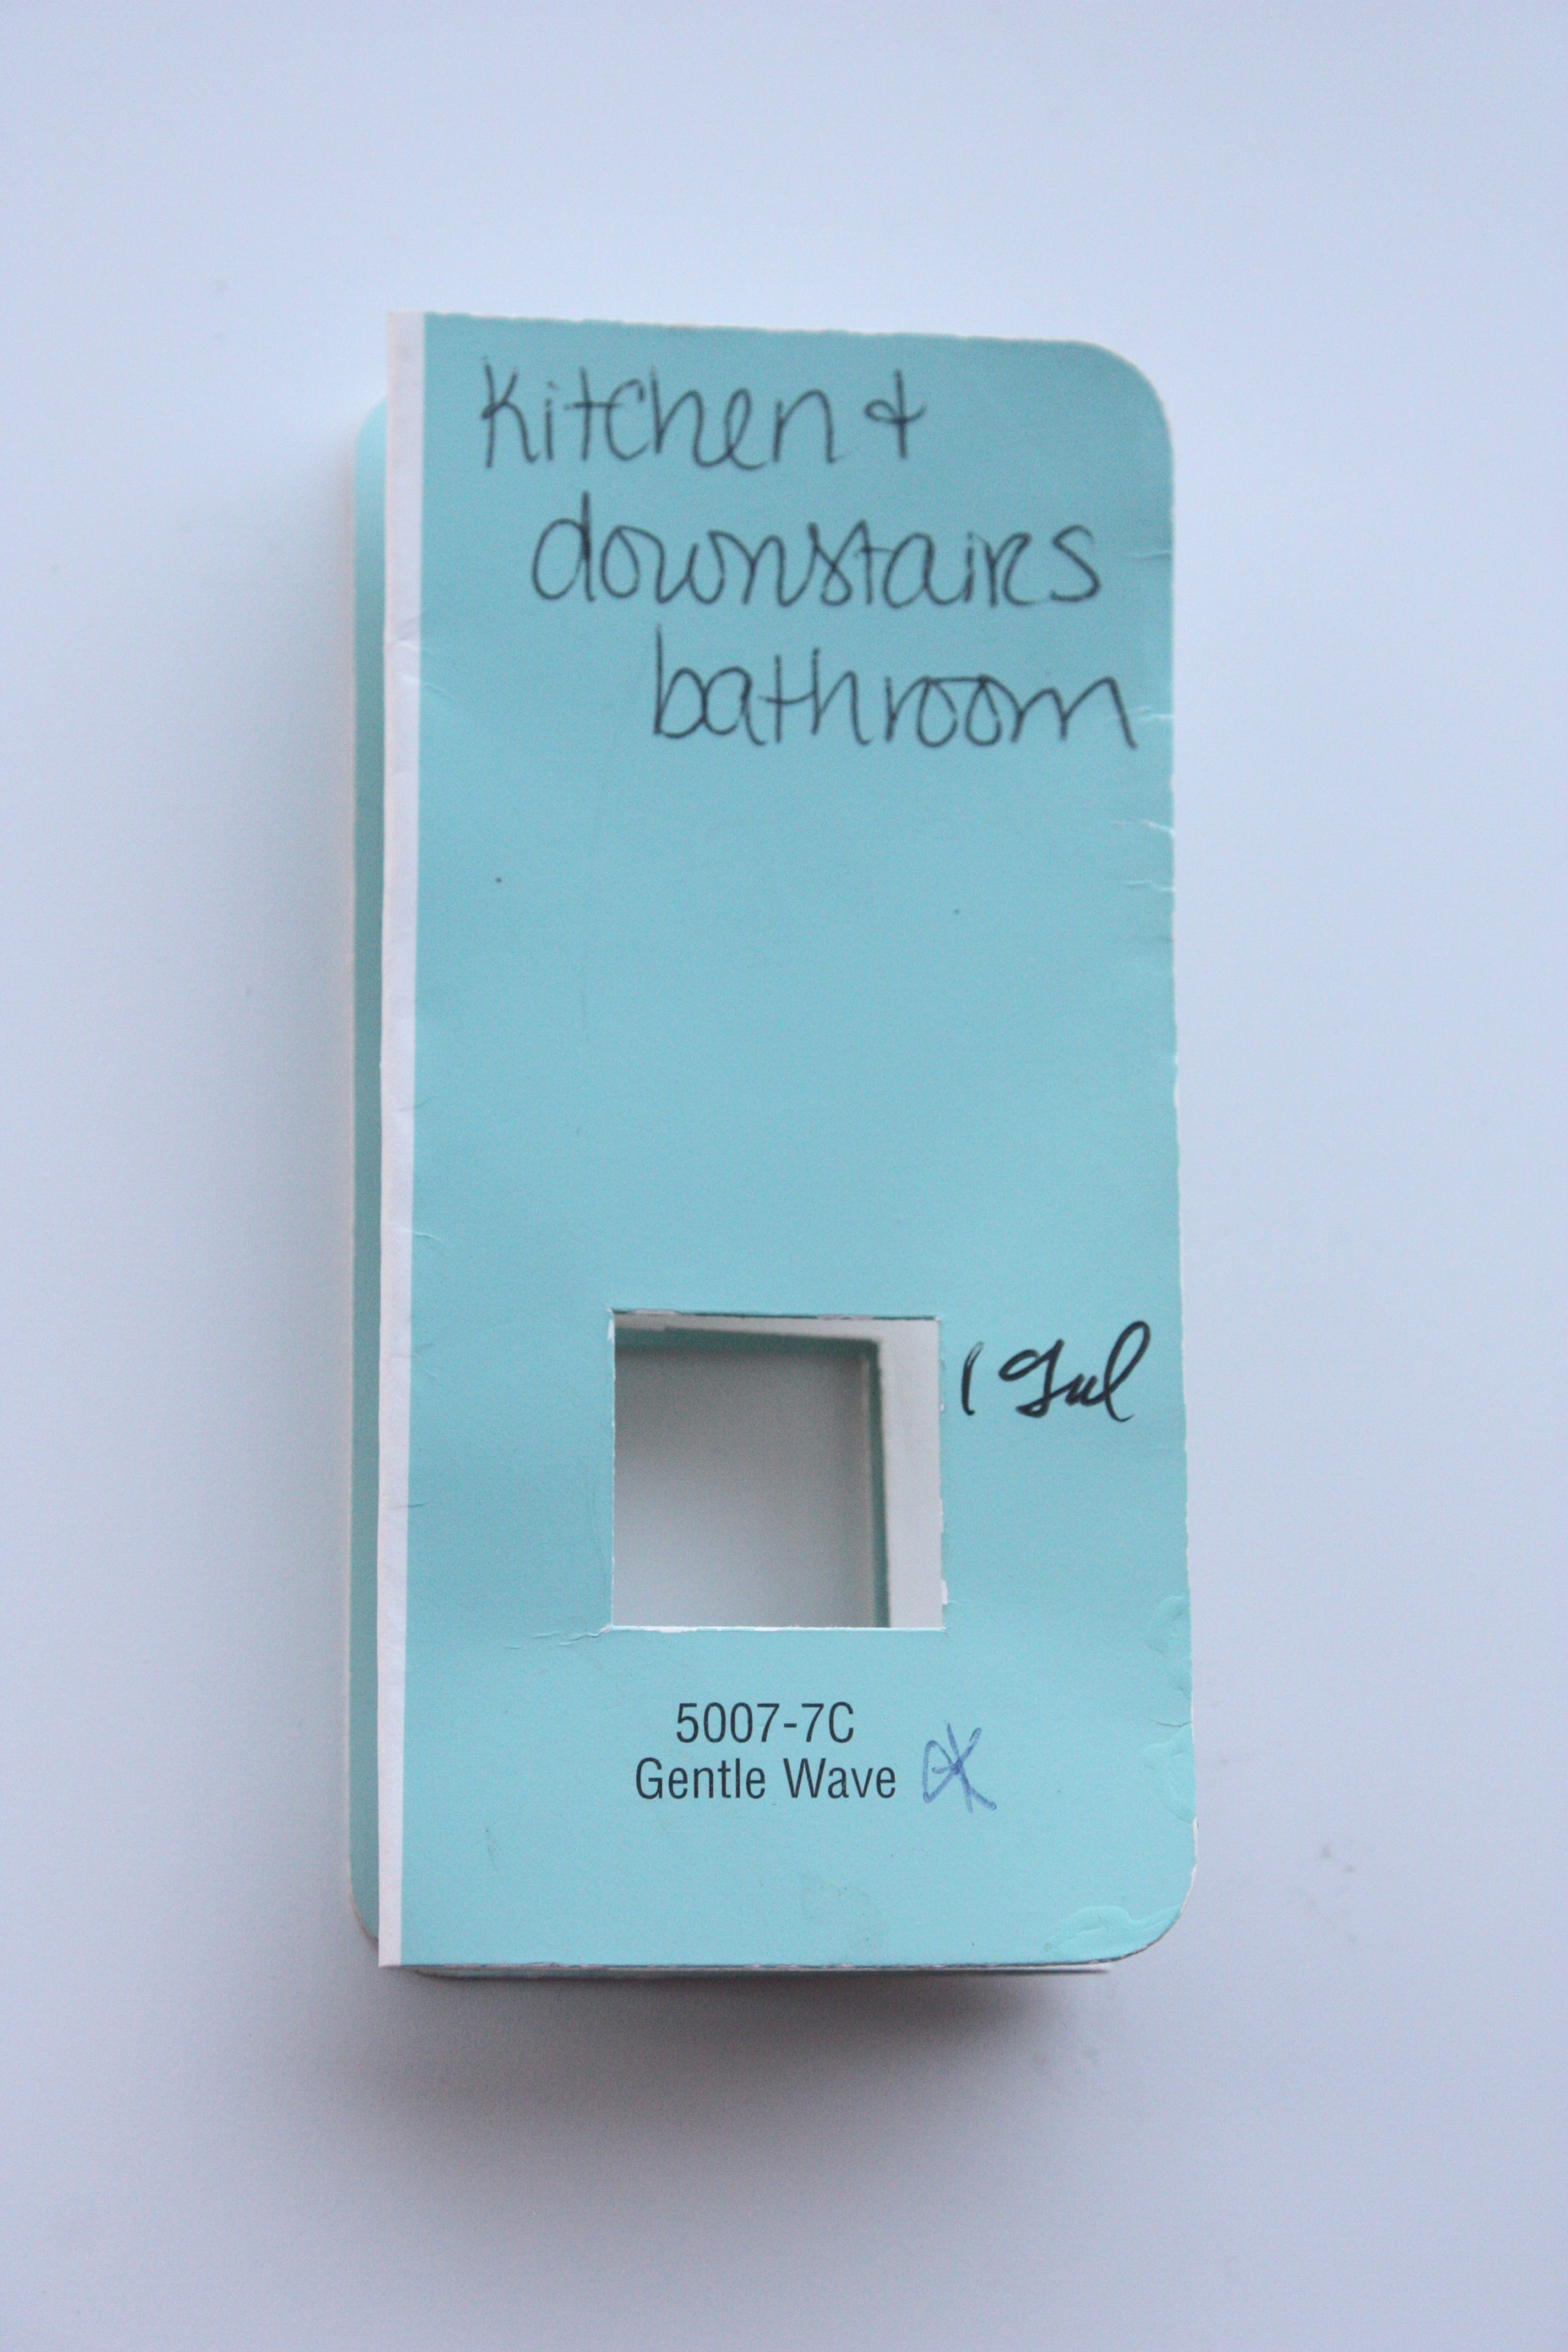 Kitchen &
downstairs
bathroom
1 Gal
5007-7C
Gentle Wave